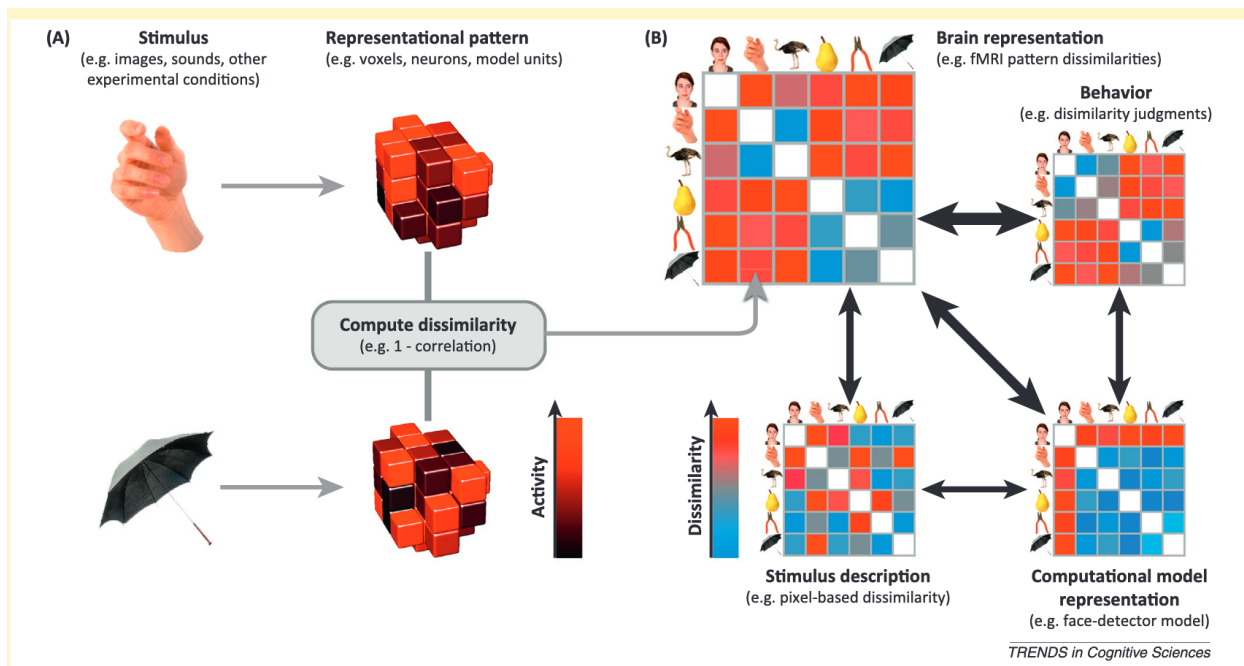 (A)
Stimulus
(e.g. images, sounds, other
experimental conditions)
Representational pattern
(e.g. voxels, neurons, model units)
Compute dissimilarity
(e.g. 1 - correlation)
Activity
(B)
Brain representation
(e.g. fMRI pattern dissimilarities)
Behavior
(e.g. disimilarity judgments)
Dissimilarity
Stimulus description
(e.g. pixel-based dissimilarity)
Computational model
representation
(e.g. face-detector model)
TRENDS in Cognitive Sciences